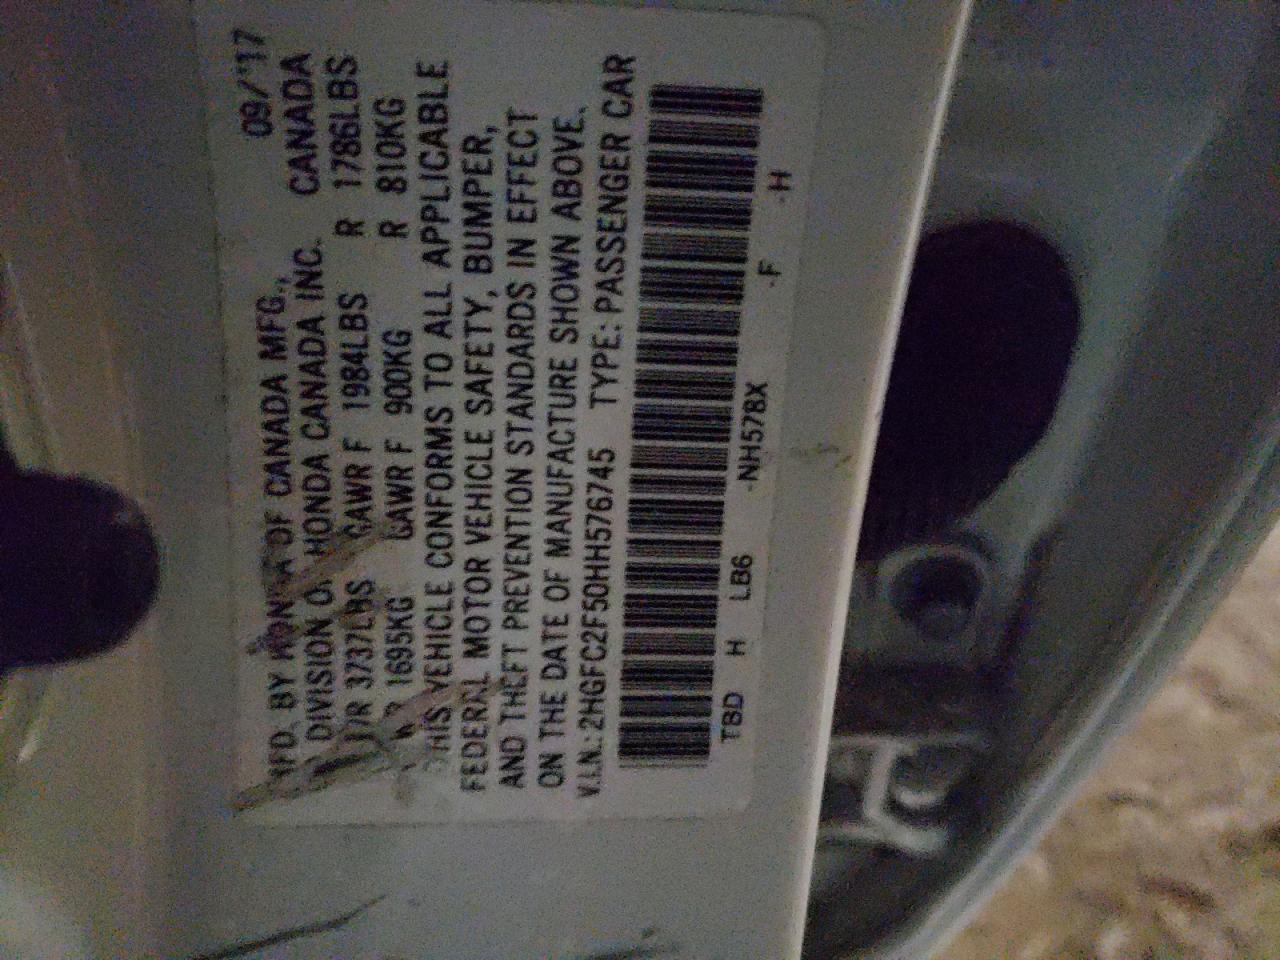 MFD. BY HONDA OF CANADA MFG., 09/'17
DIVISION OF HONDA CANADA INC. CANADA
GVWR 3737LBS GAWR F 1984LBS R 1786LBS
GVWR 1695KG GAWR F 900KG R 810KG
THIS VEHICLE CONFORMS TO ALL APPLICABLE
FEDERAL MOTOR VEHICLE SAFETY, BUMPER,
AND THEFT PREVENTION STANDARDS IN EFFECT
ON THE DATE OF MANUFACTURE SHOWN ABOVE.
V.I.N.: 2HGFC2F50HH576745 TYPE: PASSENGER CAR
TBD H LB6 -NH578X -F -H